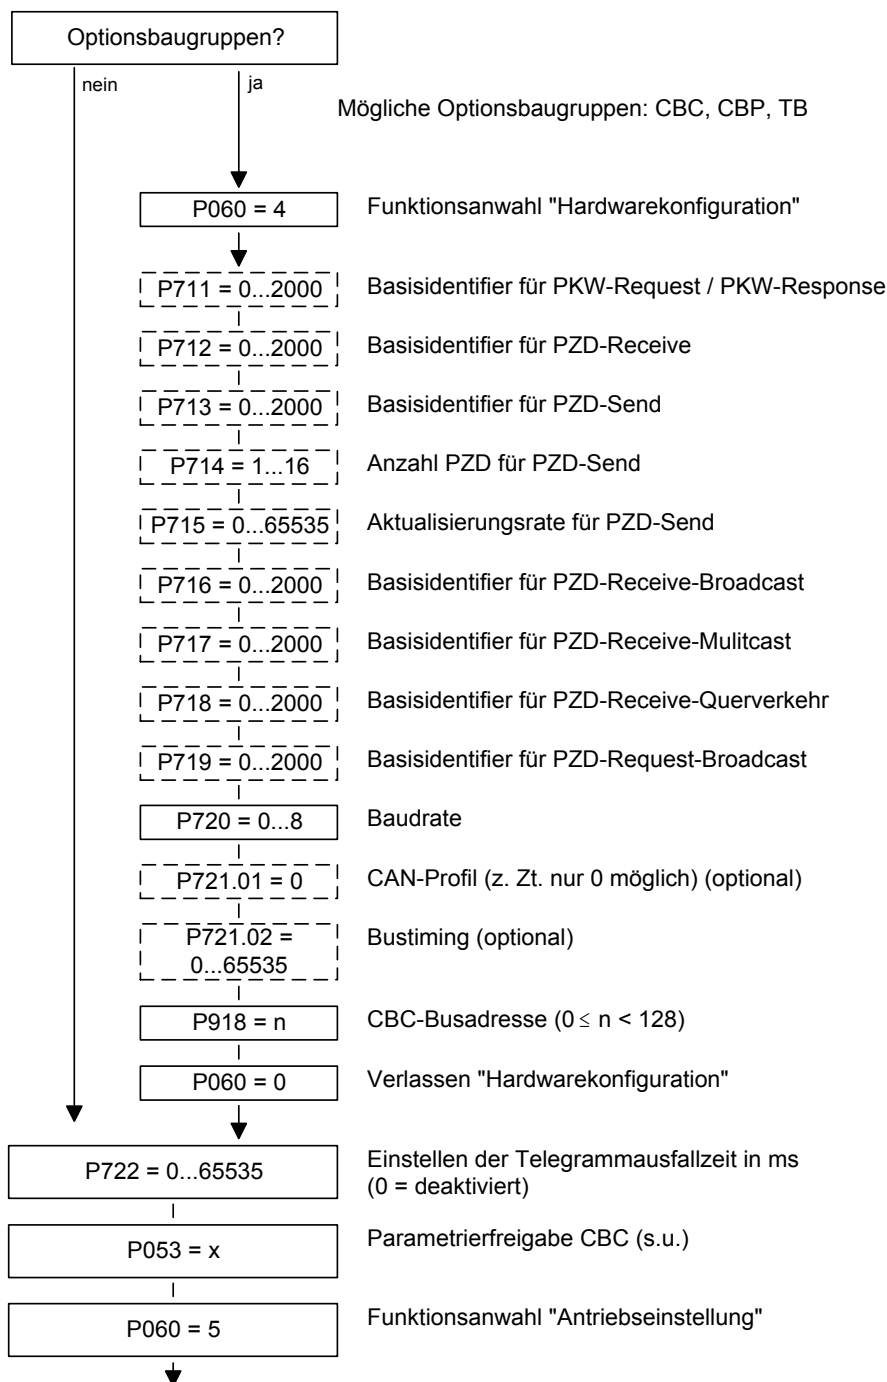 Optionsbaugruppen?
nein
ja
Mögliche Optionsbaugruppen: CBC, CBP, TB
P060 = 4
Funktionsanwahl "Hardwarekonfiguration"
P711 = 0...2000
Basisidentifier für PKW-Request / PKW-Response
P712 = 0...2000
Basisidentifier für PZD-Receive
P713 = 0...2000
Basisidentifier für PZD-Send
P714 = 1...16
Anzahl PZD für PZD-Send
P715 = 0...65535
Aktualisierungsrate für PZD-Send
P716 = 0...2000
Basisidentifier für PZD-Receive-Broadcast
P717 = 0...2000
Basisidentifier für PZD-Receive-Mulitcast
P718 = 0...2000
Basisidentifier für PZD-Receive-Querverkehr
P719 = 0...2000
Basisidentifier für PZD-Request-Broadcast
P720 = 0...8
Baudrate
P721.01 = 0
CAN-Profil (z. Zt. nur 0 möglich) (optional)
P721.02 =
0...65535
Bustiming (optional)
P918 = n
CBC-Busadresse (0 ≤ n < 128)
P060 = 0
Verlassen "Hardwarekonfiguration"
P722 = 0...65535
Einstellen der Telegrammausfallzeit in ms
(0 = deaktiviert)
P053 = x
Parametrierfreigabe CBC (s.u.)
P060 = 5
Funktionsanwahl "Antriebseinstellung"